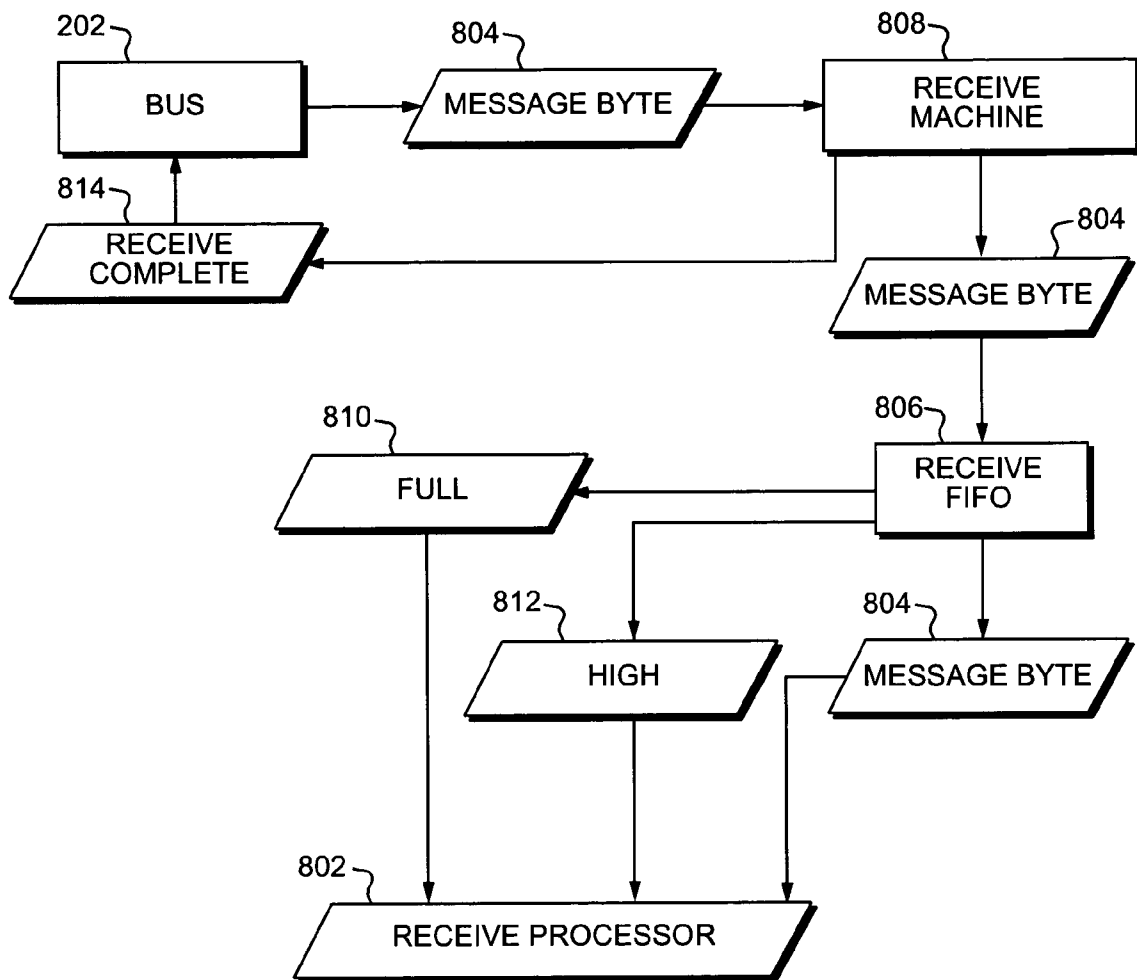 202
804
808
BUS
MESSAGE BYTE
RECEIVE
MACHINE
814
RECEIVE
COMPLETE
804
MESSAGE BYTE
810
806
FULL
RECEIVE
FIFO
812
804
HIGH
MESSAGE BYTE
802
RECEIVE PROCESSOR